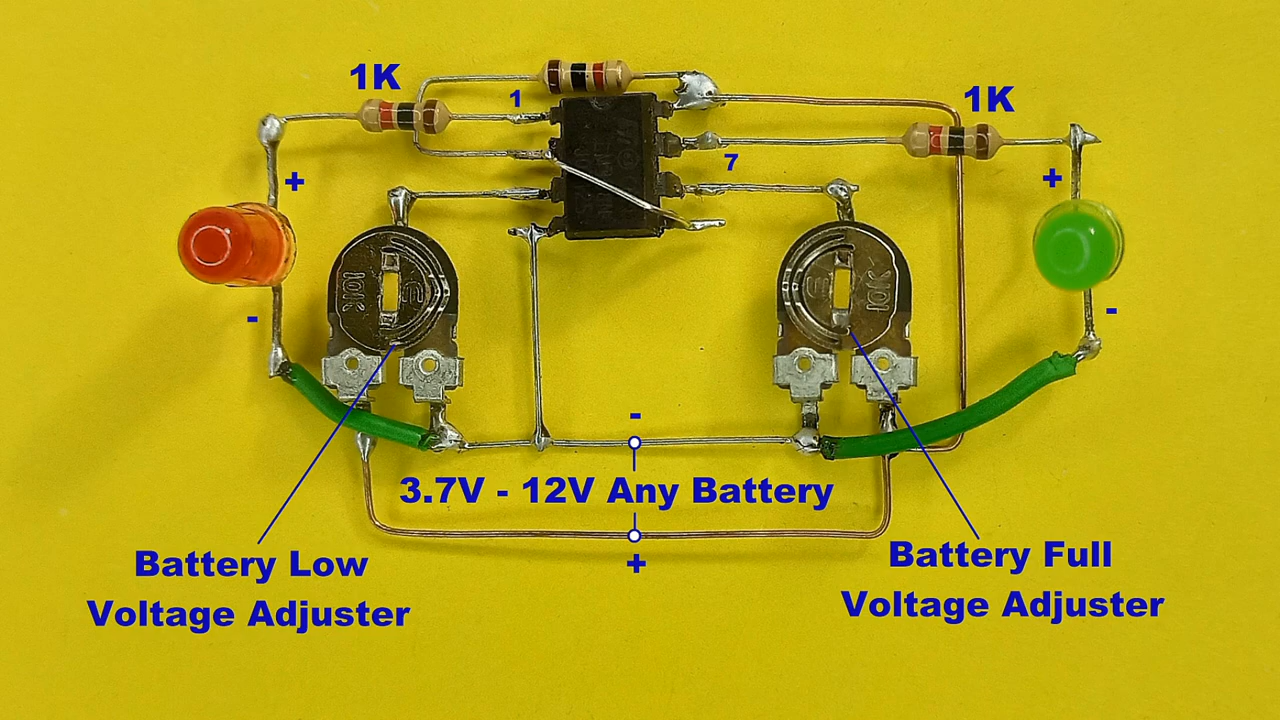 1K
1
1K
7
+
+
-
-
10K
10K
-
3.7V - 12V Any Battery
+
Battery Low
Voltage Adjuster
Battery Full
Voltage Adjuster